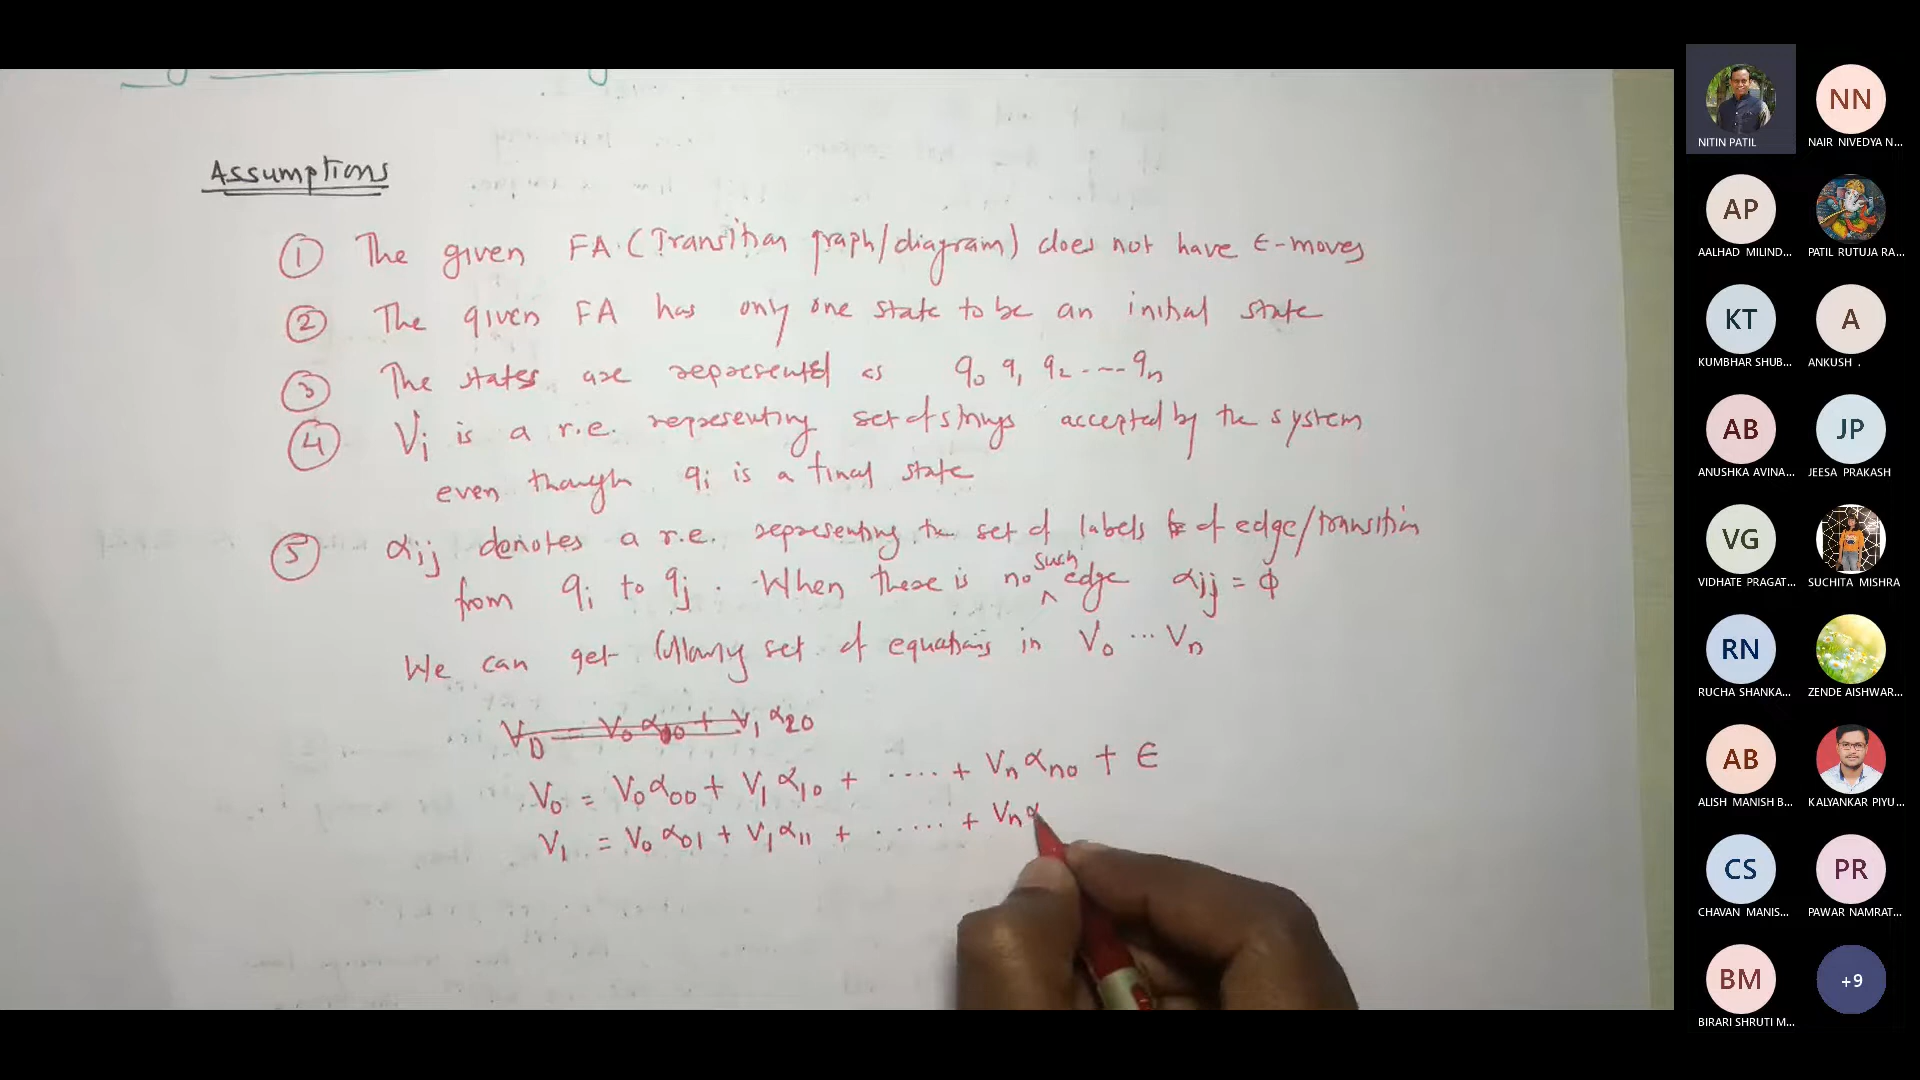 Assumptions
① The given FA (Transition graph/diagram) does not have ϵ-moves
② The given FA has only one state to be an initial state
③ The states are represented as q₀ q₁ q₂ ---- qₙ
④ Vᵢ is a r.e. representing set of strings accepted by the system
even though qᵢ is a final state
⑤ αᵢⱼ denotes a r.e. representing the set of labels of edge/transition
from qᵢ to qⱼ. When there is no such edge αᵢⱼ = ϕ
We can get set of equations in V₀ ... Vₙ
V₀ = V₀α₀₀ + V₁α₁₀ + .... + Vₙαₙ₀ + ϵ
V₁ = V₀α₀₁ + V₁α₁₁ + ...... + Vₙα
NITIN PATIL
NN
NAIR NIVEDYA N...
AP
AALHAD MILIND...
PATIL RUTUJA RA...
KT
KUMBHAR SHUB...
A
ANKUSH .
AB
ANUSHKA AVINA...
JP
JEESA PRAKASH
VG
VIDHATE PRAGAT...
SUCHITA MISHRA
RN
RUCHA SHANKA...
ZENDE AISHWAR...
AB
ALISH MANISH B...
KALYANKAR PIYU...
CS
CHAVAN MANIS...
PR
PAWAR NAMRAT...
BM
BIRARI SHRUTI M...
+9